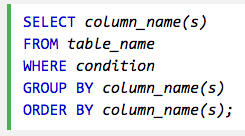 SELECT column_name(s)
FROM table_name
WHERE condition
GROUP BY column_name(s)
ORDER BY column_name(s);